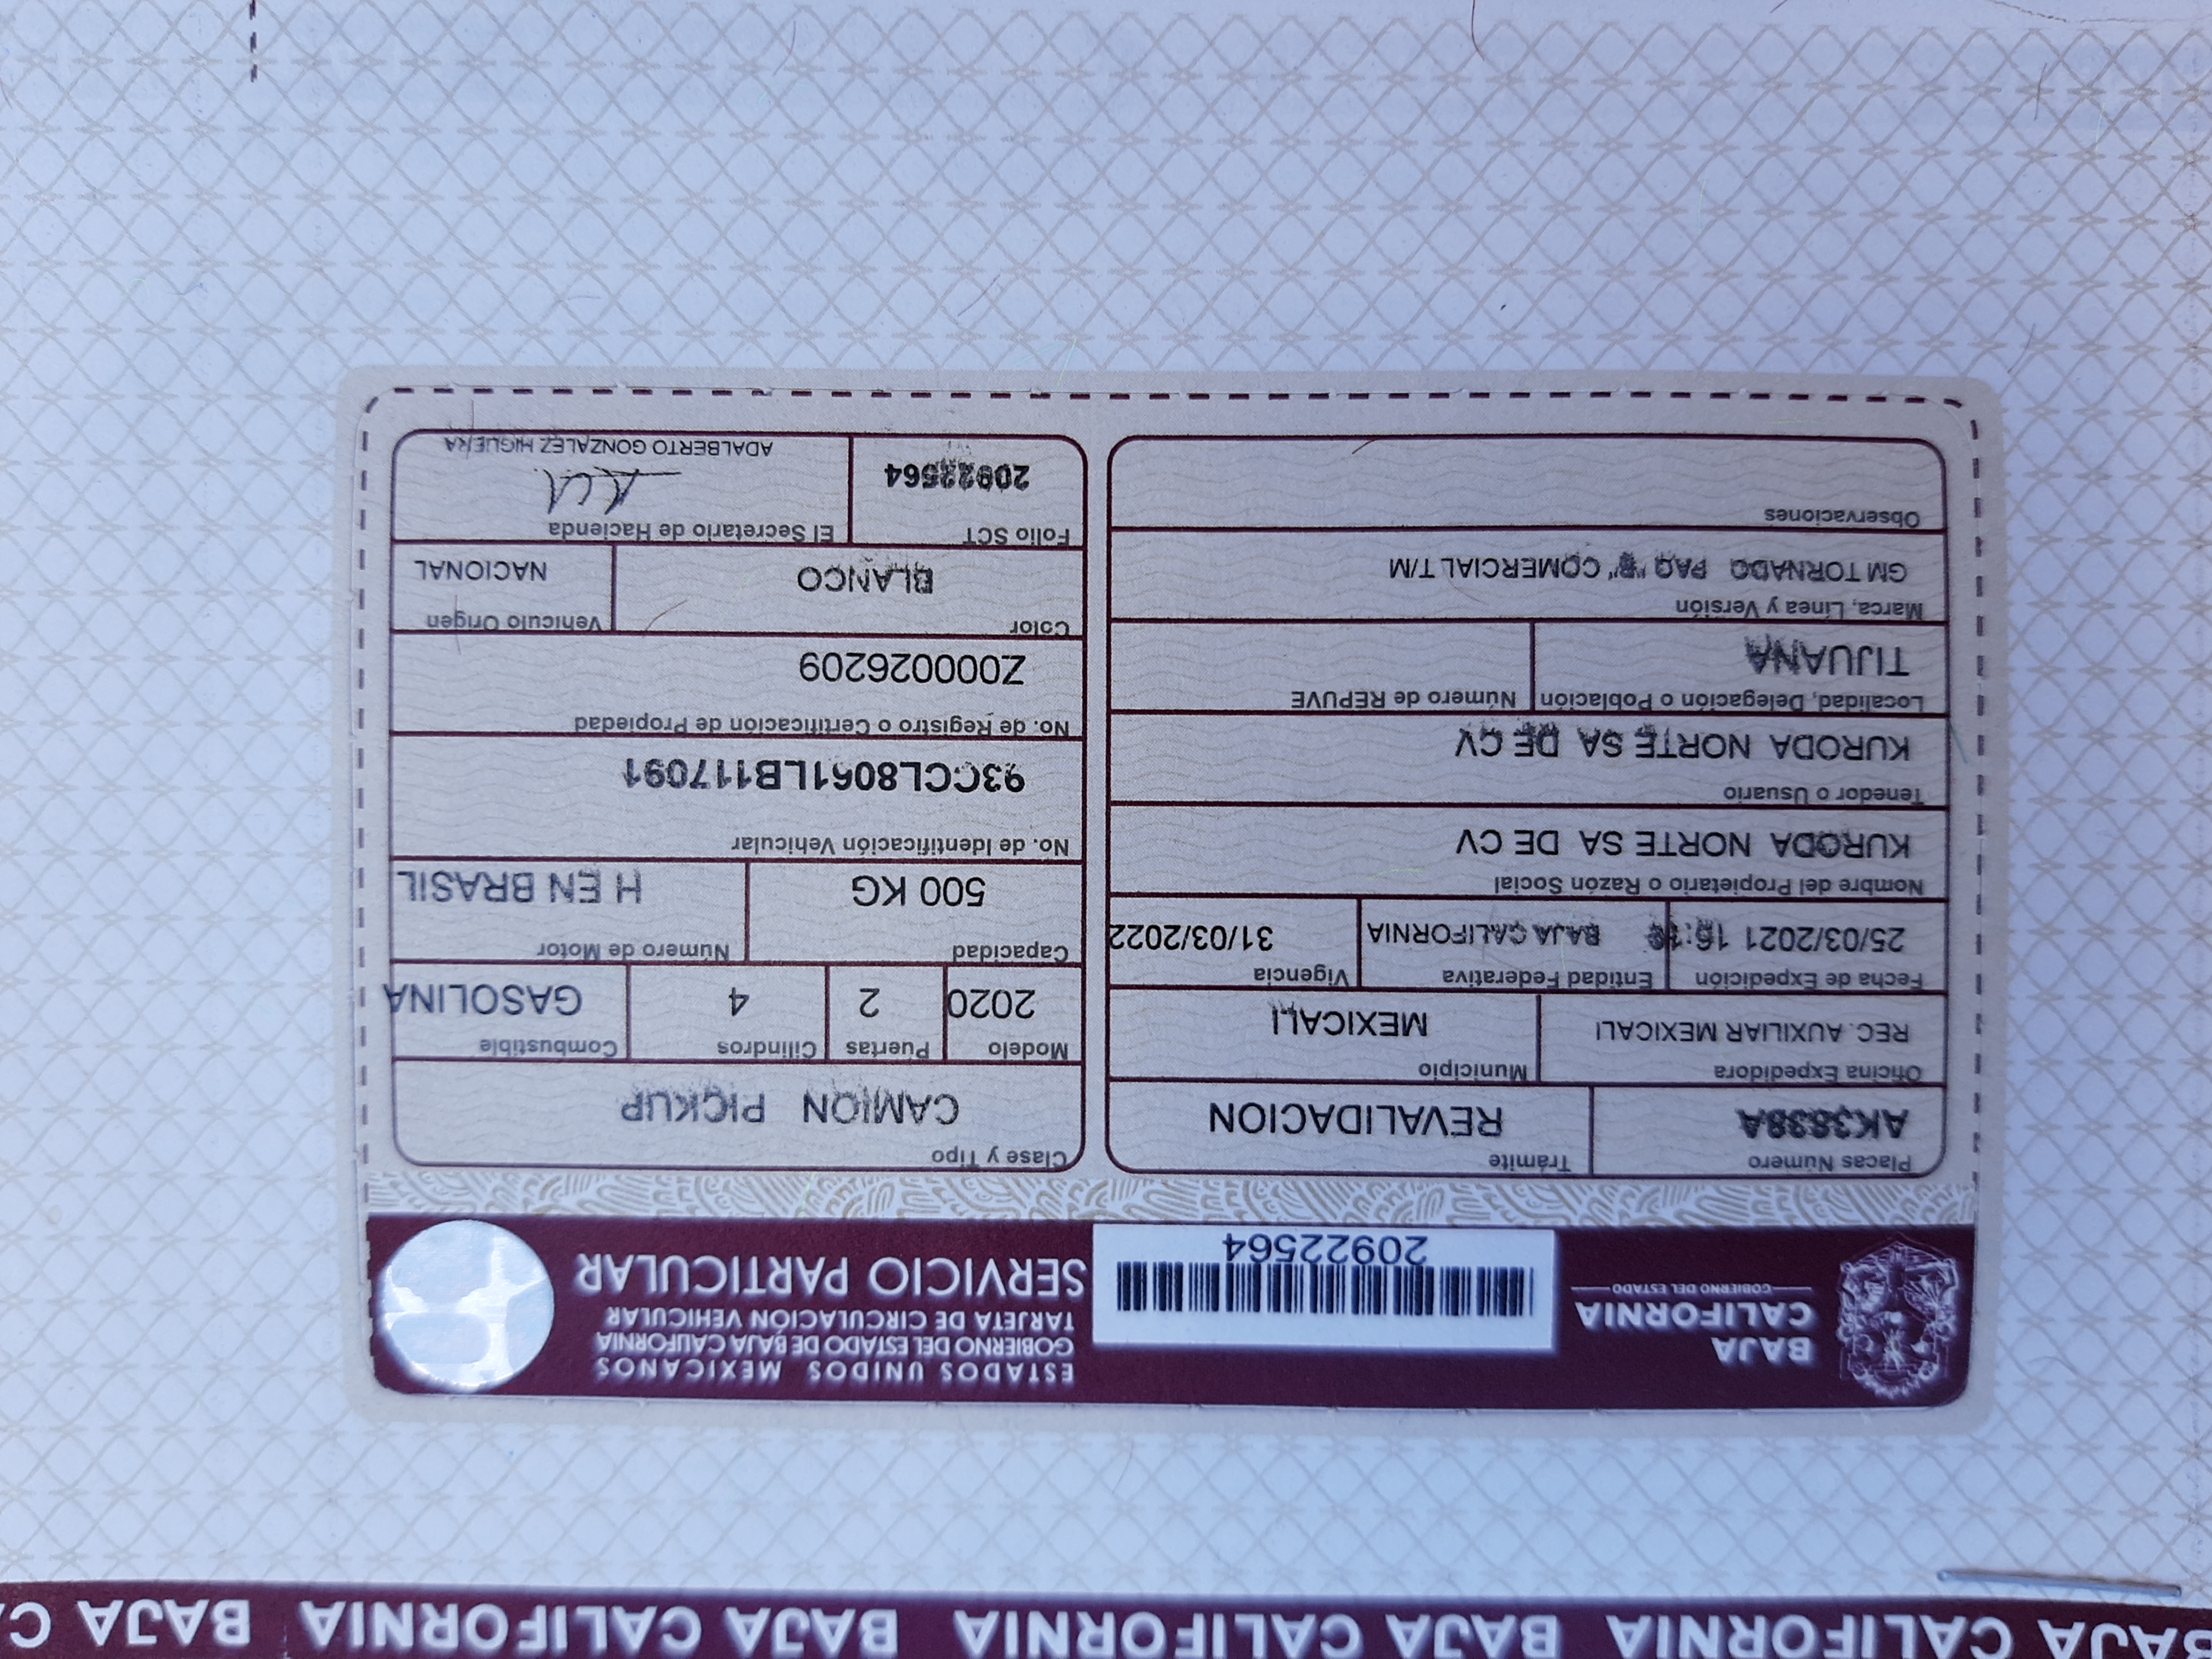 BAJA CALIFORNIA BAJA CALIFORNIA BAJA CALIFORNIA BAJA C
BAJA
CALIFORNIA
GOBIERNO DEL ESTADO
20922564
ESTADOS UNIDOS MEXICANOS
GOBIERNO DEL ESTADO DE BAJA CALIFORNIA
TARJETA DE CIRCULACIÓN VEHICULAR
SERVICIO PARTICULAR
Placas Número
AK3838A
Trámite
REVALIDACION
Oficina Expedidora
REC. AUXILIAR MEXICALI
Municipio
MEXICALI
Fecha de Expedición
25/03/2021
Entidad Federativa
BAJA CALIFORNIA
Vigencia
31/03/2022
Nombre del Propietario o Razón Social
KURODA NORTE SA DE CV
Tenedor o Usuario
KURODA NORTE SA DE CV
Localidad, Delegación o Población
TIJUANA
Número de REPUVE
Marca, Línea y Versión
GM TORNADO PAQ "B" COMERCIAL T/M
Observaciones
Clase y Tipo
CAMION PICKUP
Modelo
2020
Puertas
2
Cilindros
4
Combustible
GASOLINA
Capacidad
500 KG
Numero de Motor
H EN BRASIL
No. de Identificación Vehicular
93CCL8061LB117091
No. de Registro o Certificación de Propiedad
Z000026209
Color
BLANCO
Vehículo Origen
NACIONAL
Folio SCT
20922564
El Secretario de Hacienda
ADALBERTO GONZALEZ HIGUERA